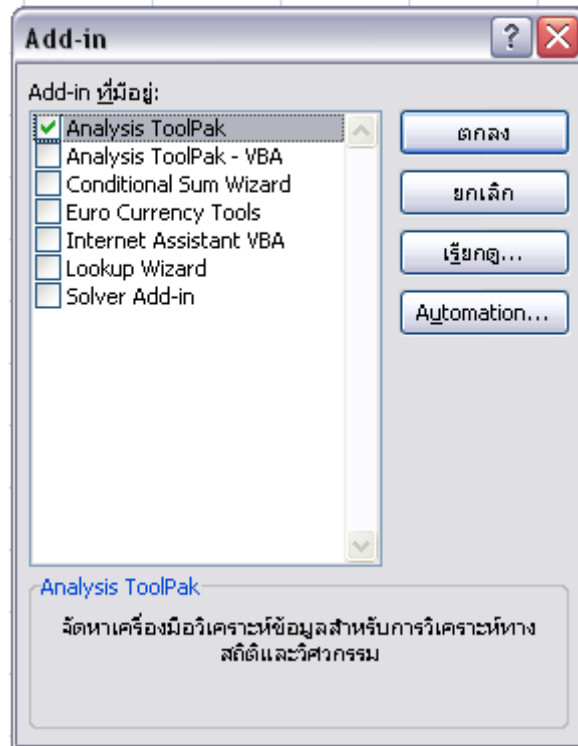 Add-in
Add-in ที่มีอยู่:
Analysis ToolPak
Analysis ToolPak - VBA
Conditional Sum Wizard
Euro Currency Tools
Internet Assistant VBA
Lookup Wizard
Solver Add-in
ตกลง
ยกเลิก
เรียกดู...
Automation...
Analysis ToolPak
จัดหาเครื่องมือวิเคราะห์ข้อมูลสำหรับการวิเคราะห์ทาง
สถิติและวิศวกรรม